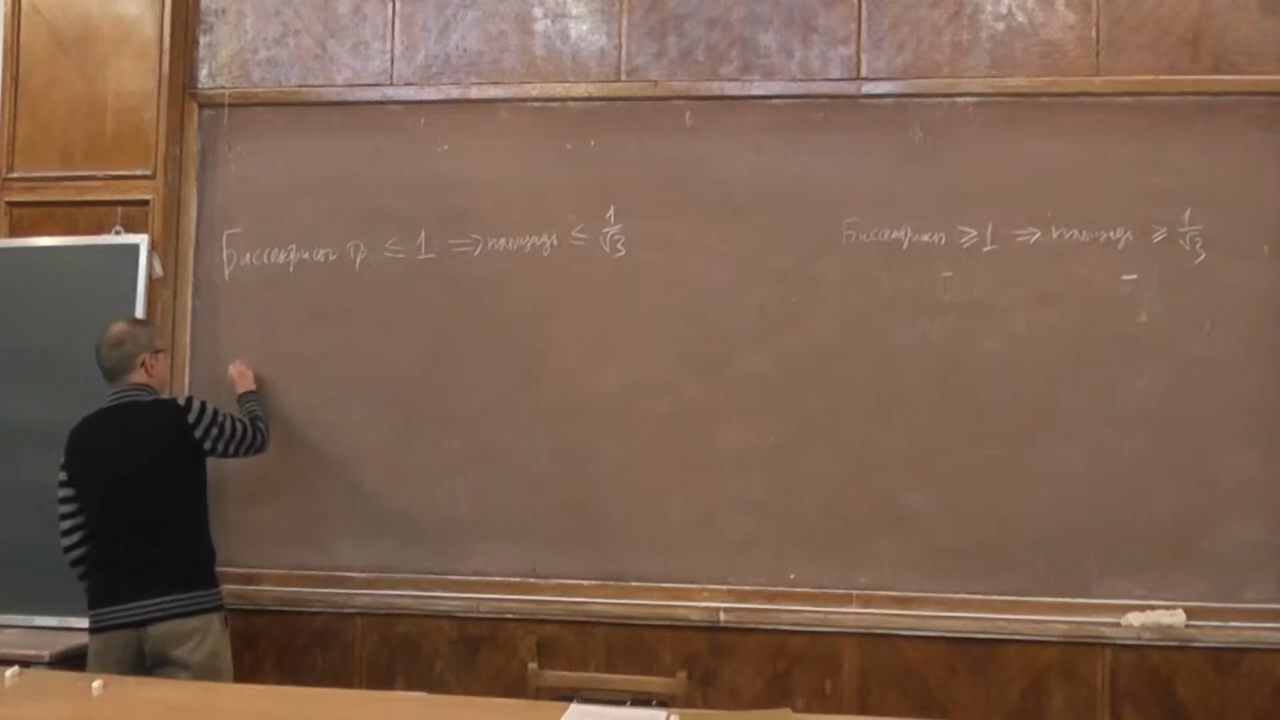 Биссектрисы тр ≤ 1 ⇒ площадь ≤ 1/√3
Биссектрисы ≥ 1 ⇒ площадь ≥ 1/√3